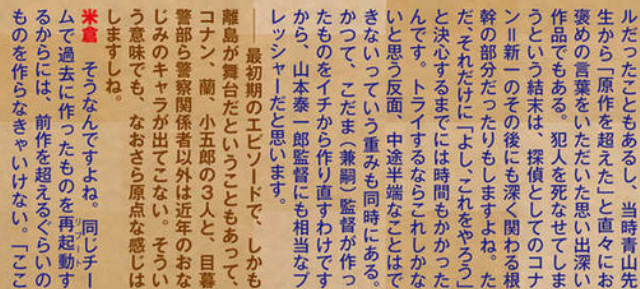 ルだったこともあるし、当時青山先
生から「原作を超えた」と直々にお
褒めの言葉をいただいた思い出深い
作品でもある。犯人を死なせてしま
うという結末は、探偵としてのコナ
ン＝新一のその後にも深く関わる根
幹の部分だったりもしますよね。た
だ、それだけに「よし、これをやろう」
と決心するまでには時間もかかった
んです。トライするならこれしかな
いと思う反面、中途半端なことはで
きないっていう重みも同時にある。
かつて、こだま（兼嗣）監督が作っ
たものをイチから作り直すわけです
から、山本泰一郎監督にも相当なプ
レッシャーだと思います。
── 最初期のエピソードで、しかも
離島が舞台だということもあって、
コナン、蘭、小五郎の3人と、目暮
警部ら警察関係者以外は近年のおな
じみのキャラが出てこない。そうい
う意味でも、なおさら原点な感じは
しますしね。
米倉　そうなんですよね。同じチー
ムで過去に作ったものを再起動（リブート）す
るからには、前作を超えるぐらいの
ものを作らなきゃいけない。「ここ